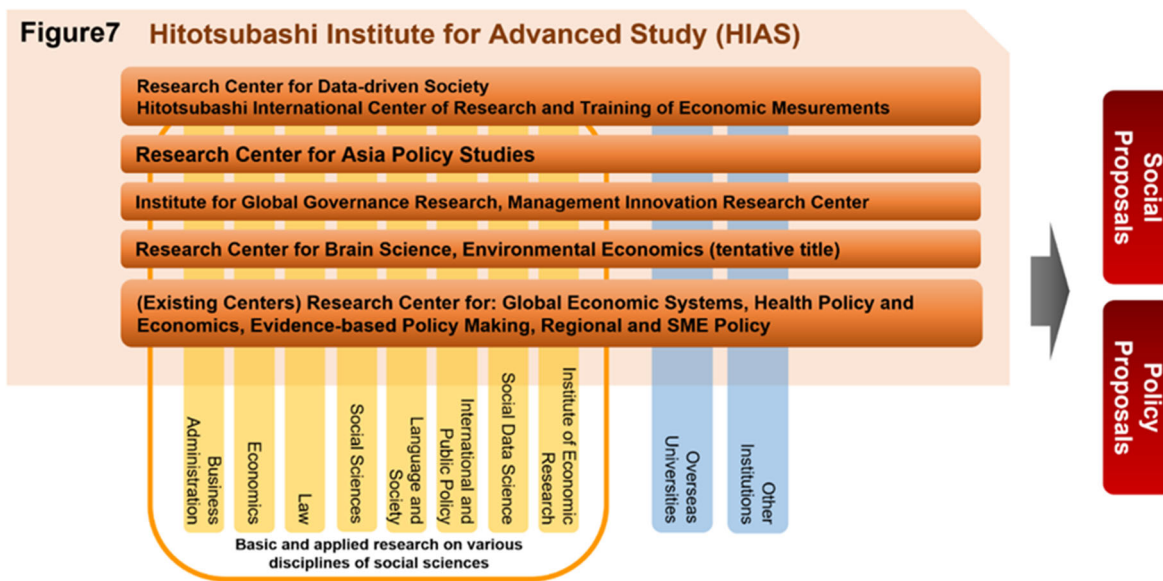 Figure7 Hitotsubashi Institute for Advanced Study (HIAS)
Research Center for Data-driven Society
Hitotsubashi International Center of Research and Training of Economic Mesurements
Research Center for Asia Policy Studies
Institute for Global Governance Research, Management Innovation Research Center
Research Center for Brain Science, Environmental Economics (tentative title)
(Existing Centers) Research Center for: Global Economic Systems, Health Policy and
Economics, Evidence-based Policy Making, Regional and SME Policy
Business
Administration
Economics
Law
Social Sciences
Language and
Society
International and
Public Policy
Social Data Science
Institute of Economic
Research
Overseas
Universities
Other
Institutions
Basic and applied research on various
disciplines of social sciences
Social
Proposals
Policy
Proposals